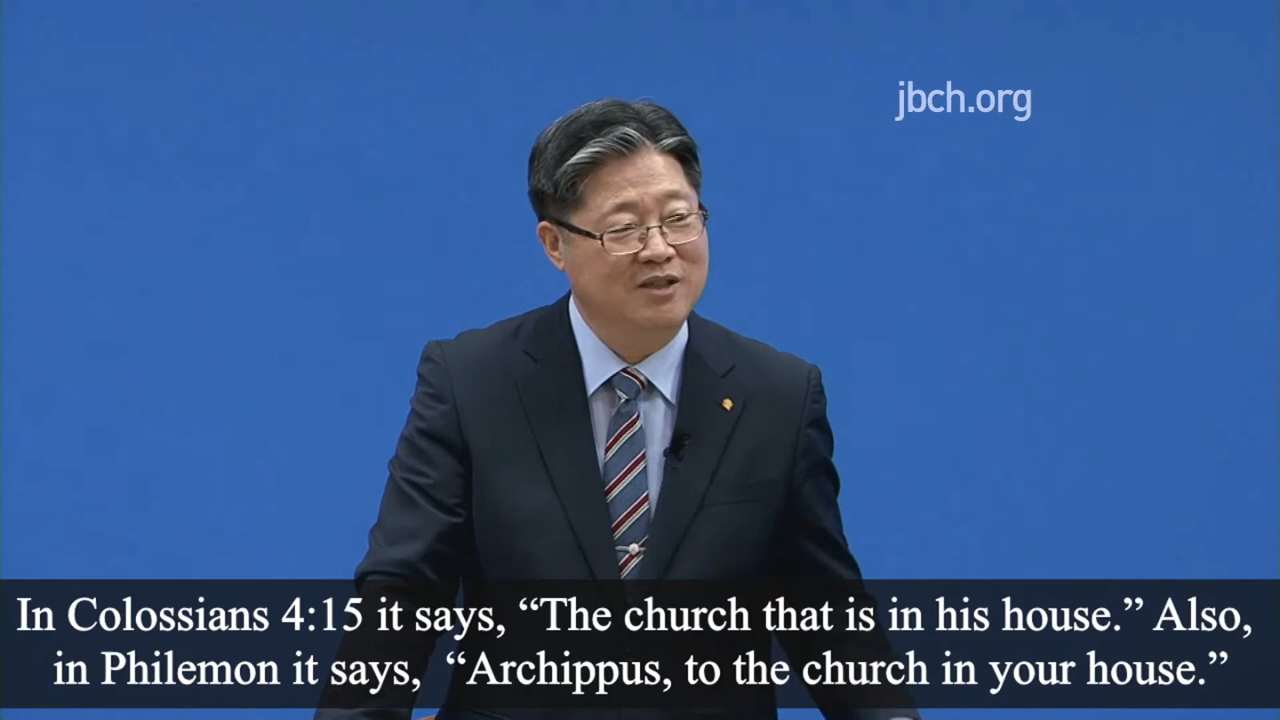 jbch.org
In Colossians 4:15 it says, “The church that is in his house.” Also,
in Philemon it says, “Archippus, to the church in your house.”